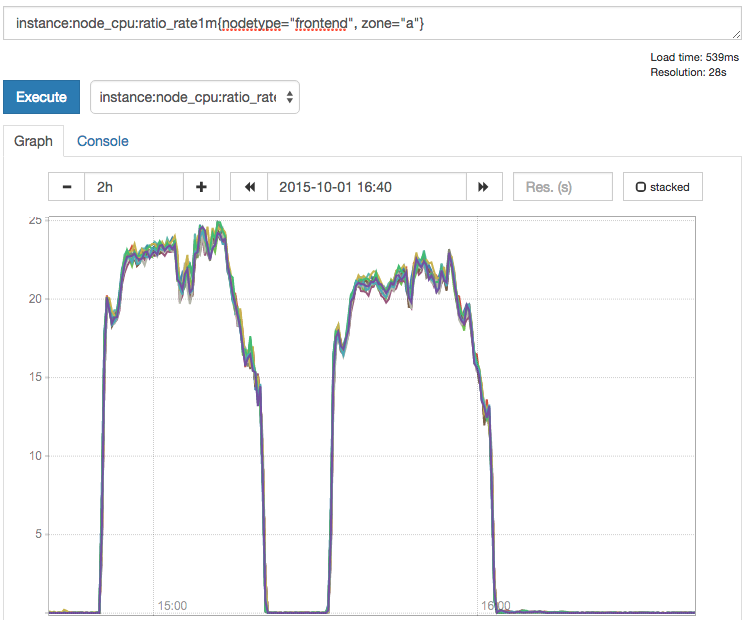 instance:node_cpu:ratio_rate1m{nodetype="frontend", zone="a"}
Load time: 539ms
Resolution: 28s
Execute
instance:node_cpu:ratio_rate
Graph
Console
2h
2015-10-01 16:40
Res. (s)
stacked
25
20
15
10
5
15:00
16:00